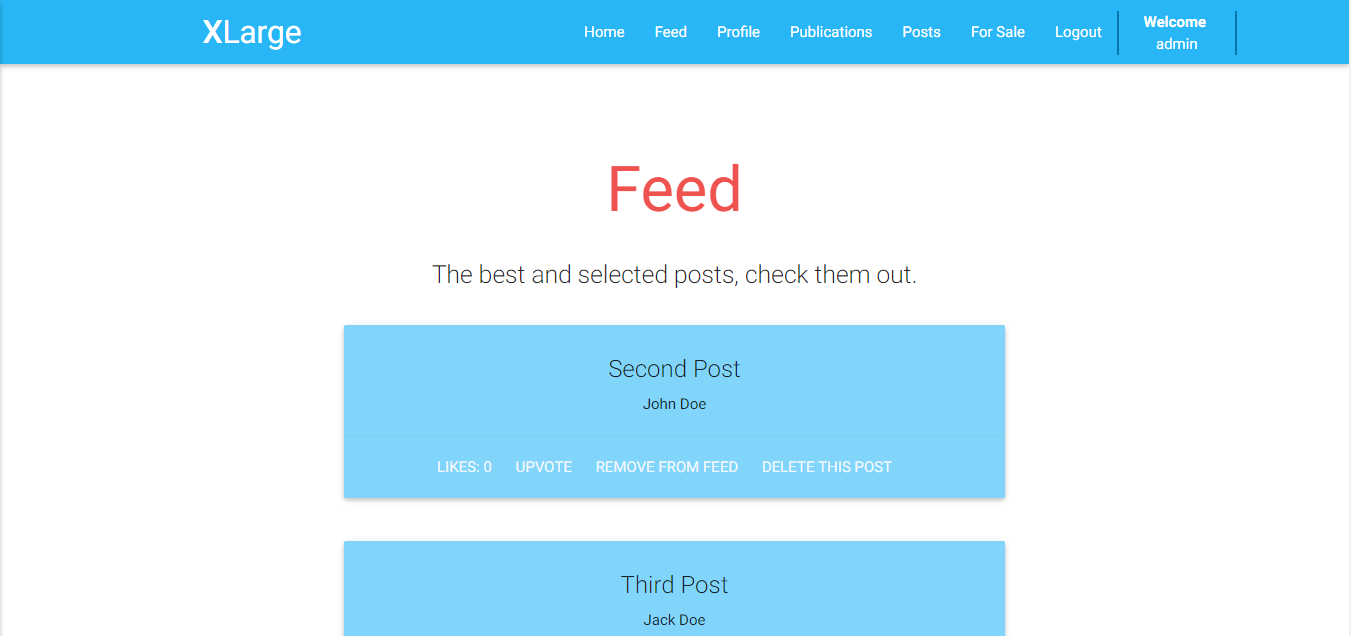 XLarge
Home Feed Profile Publications Posts For Sale Logout
Welcome
admin
Feed
The best and selected posts, check them out.
Second Post
John Doe
LIKES: 0 UPVOTE REMOVE FROM FEED DELETE THIS POST
Third Post
Jack Doe